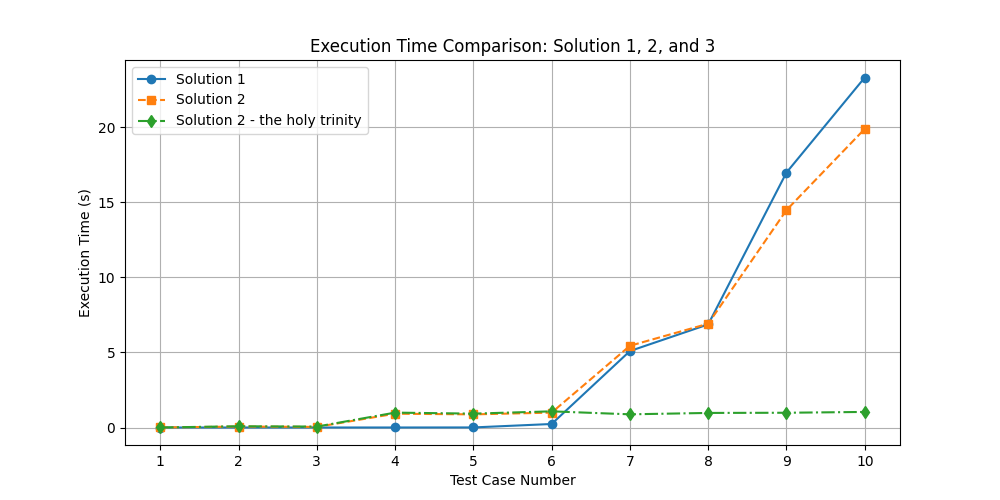 Execution Time Comparison: Solution 1, 2, and 3
Solution 1
Solution 2
Solution 2 - the holy trinity
Execution Time (s)
20
15
10
5
0
1 2 3 4 5 6 7 8 9 10
Test Case Number